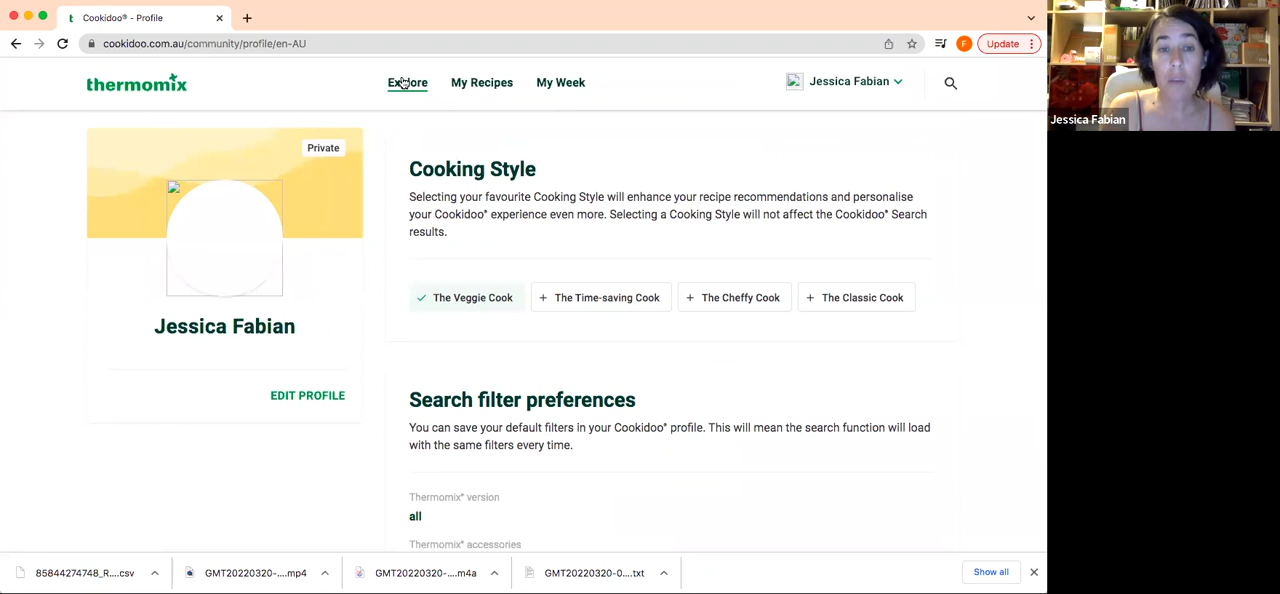 Cookidoo® - Profile
cookidoo.com.au/community/profile/en-AU
F
Update
thermomix
Explore
My Recipes
My Week
Jessica Fabian
Jessica Fabian
Private
Jessica Fabian
EDIT PROFILE
Cooking Style
Selecting your favourite Cooking Style will enhance your recipe recommendations and personalise
your Cookidoo® experience even more. Selecting a Cooking Style will not affect the Cookidoo® Search
results.
The Veggie Cook
The Time-saving Cook
The Cheffy Cook
The Classic Cook
Search filter preferences
You can save your default filters in your Cookidoo® profile. This will mean the search function will load
with the same filters every time.
Thermomix® version
all
Thermomix® accessories
85844274748_R....csv
GMT20220320-....mp4
GMT20220320-....m4a
GMT20220320-0....txt
Show all